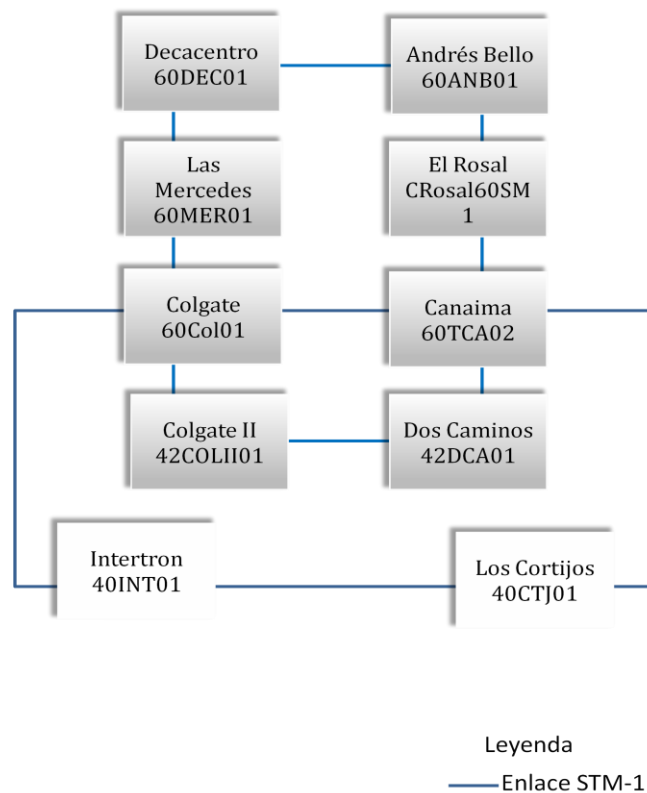 Decacentro
60DEC01
Andrés Bello
60ANB01
Las
Mercedes
60MER01
El Rosal
CRosal60SM
1
Colgate
60Col01
Canaima
60TCA02
Colgate II
42COLII01
Dos Caminos
42DCA01
Intertron
40INT01
Los Cortijos
40CTJ01
Leyenda
Enlace STM-1